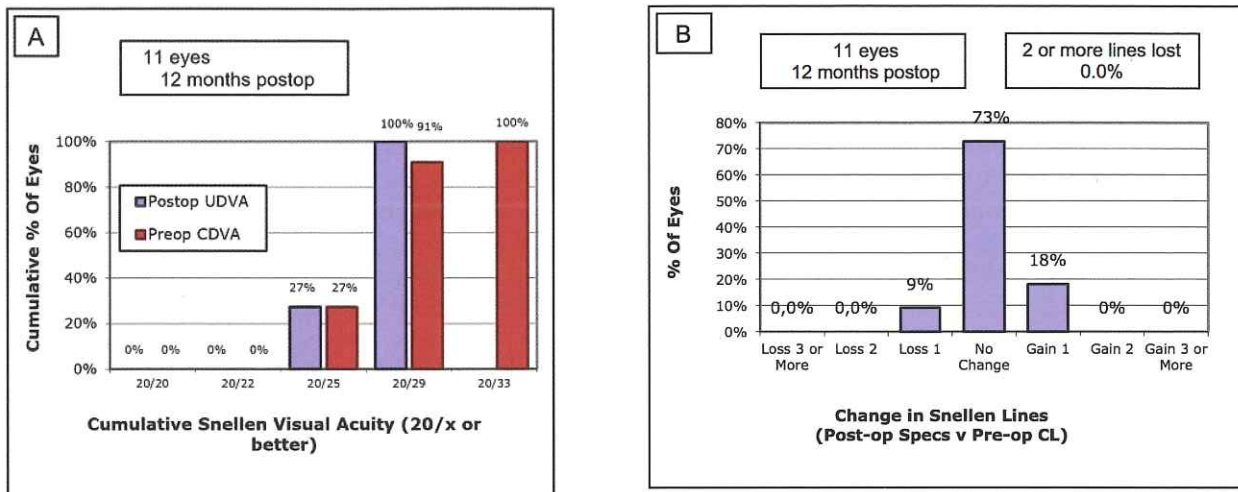 A
11 eyes
12 months postop
100%
91%
100%
100%
80%
60%
40%
20%
0%
Cumulative % Of Eyes
Postop UDVA
Preop CDVA
27%
27%
0%
0%
0%
0%
20/20
20/22
20/25
20/29
20/33
Cumulative Snellen Visual Acuity (20/x or
better)
B
11 eyes
12 months postop
2 or more lines lost
0.0%
73%
80%
70%
60%
50%
40%
30%
20%
10%
0%
% Of Eyes
0,0%
0,0%
9%
18%
0%
0%
Loss 3 or
More
Loss 2
Loss 1
No
Change
Gain 1
Gain 2
Gain 3 or
More
Change in Snellen Lines
(Post-op Specs v Pre-op CL)